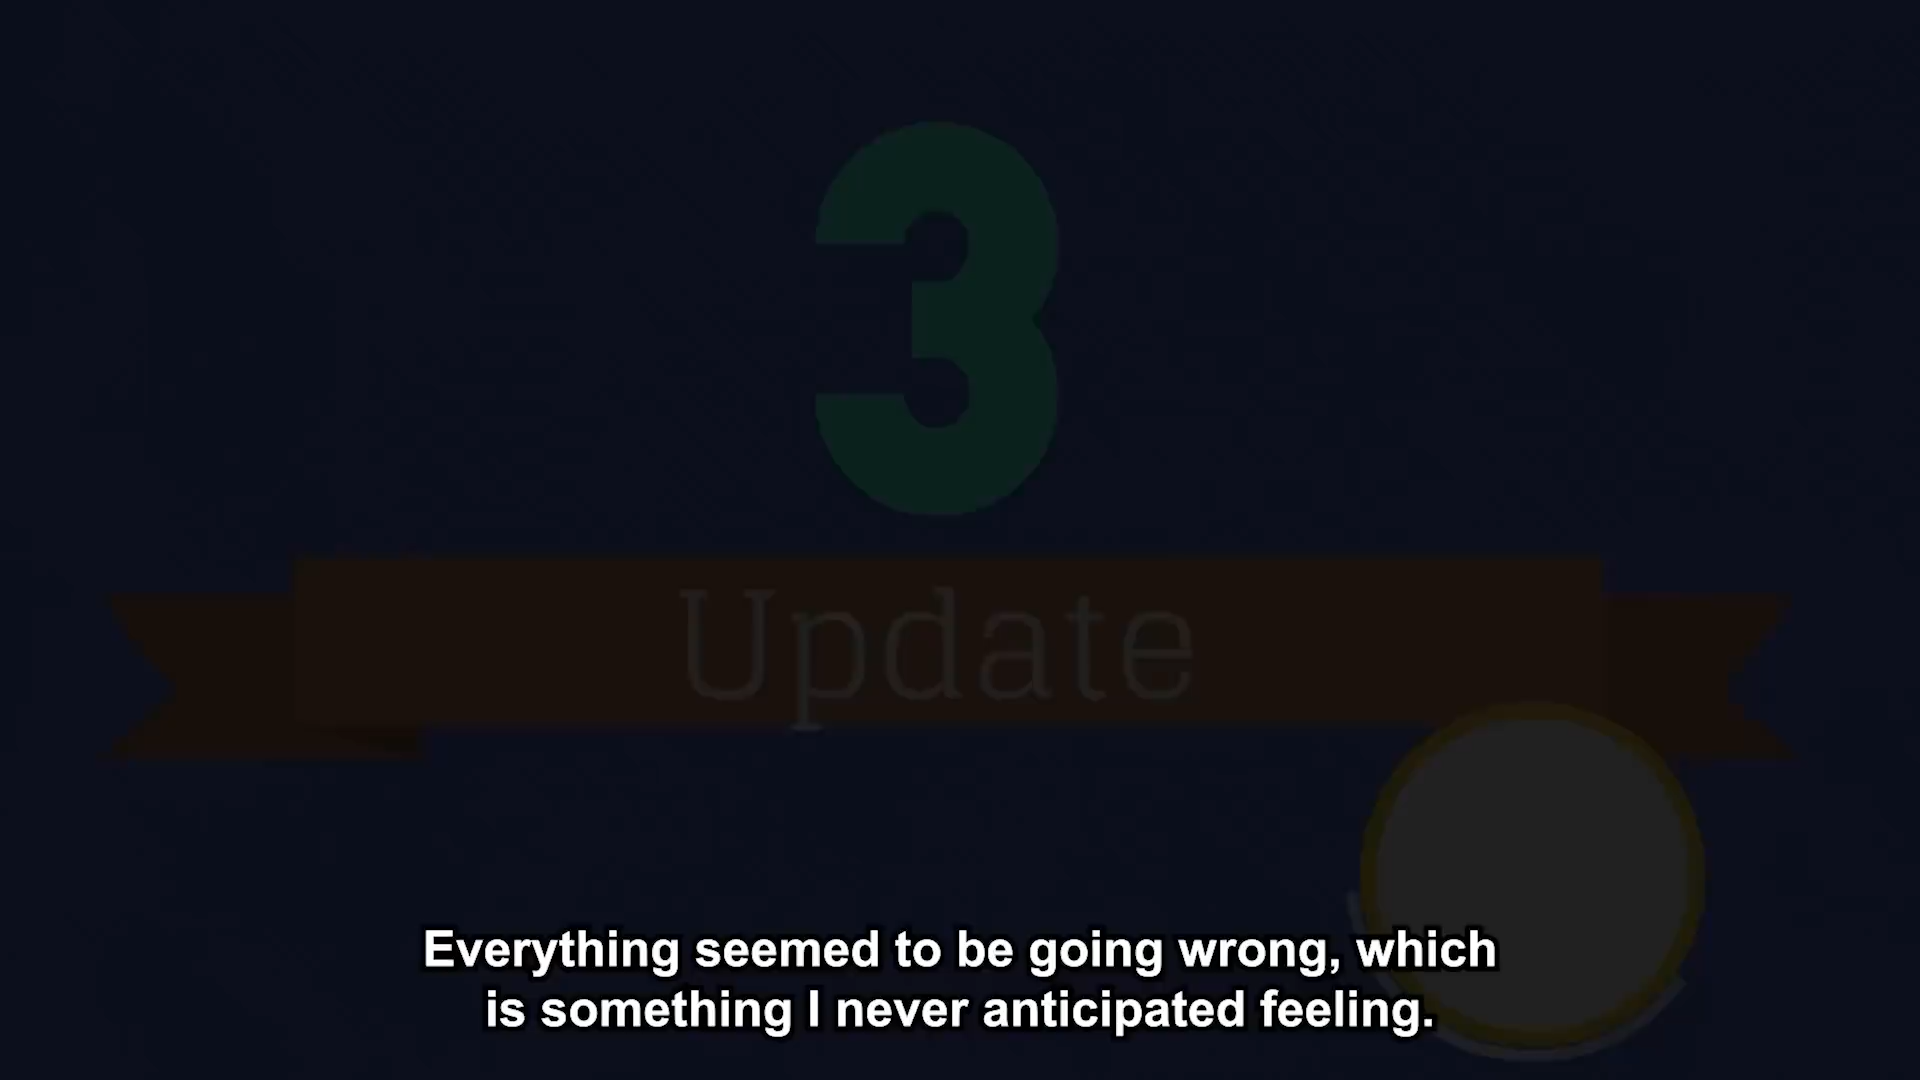 3
Update
Everything seemed to be going wrong, which
is something I never anticipated feeling.